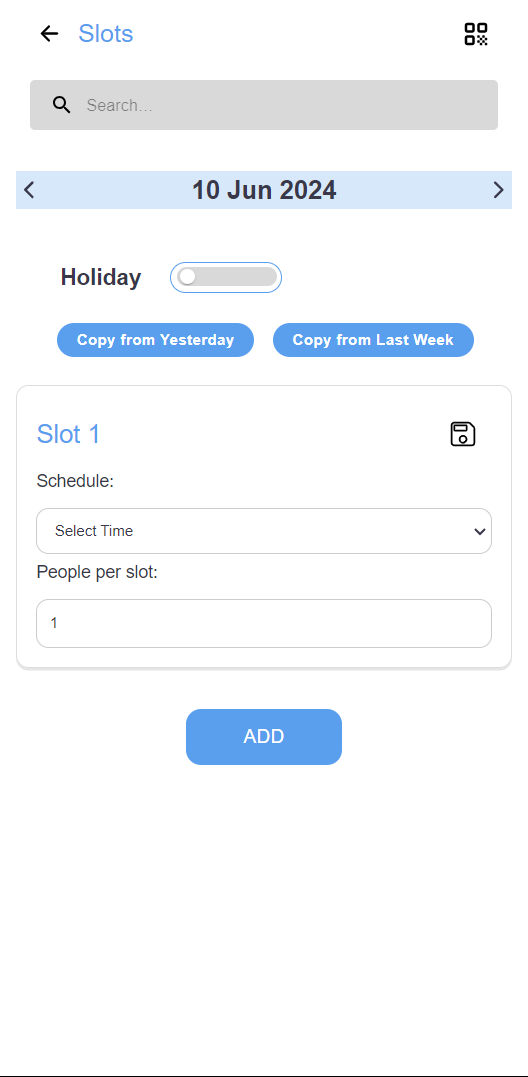 Slots
Search...
10 Jun 2024
Holiday
Copy from Yesterday Copy from Last Week
Slot 1
Schedule:
Select Time
People per slot:
1
ADD